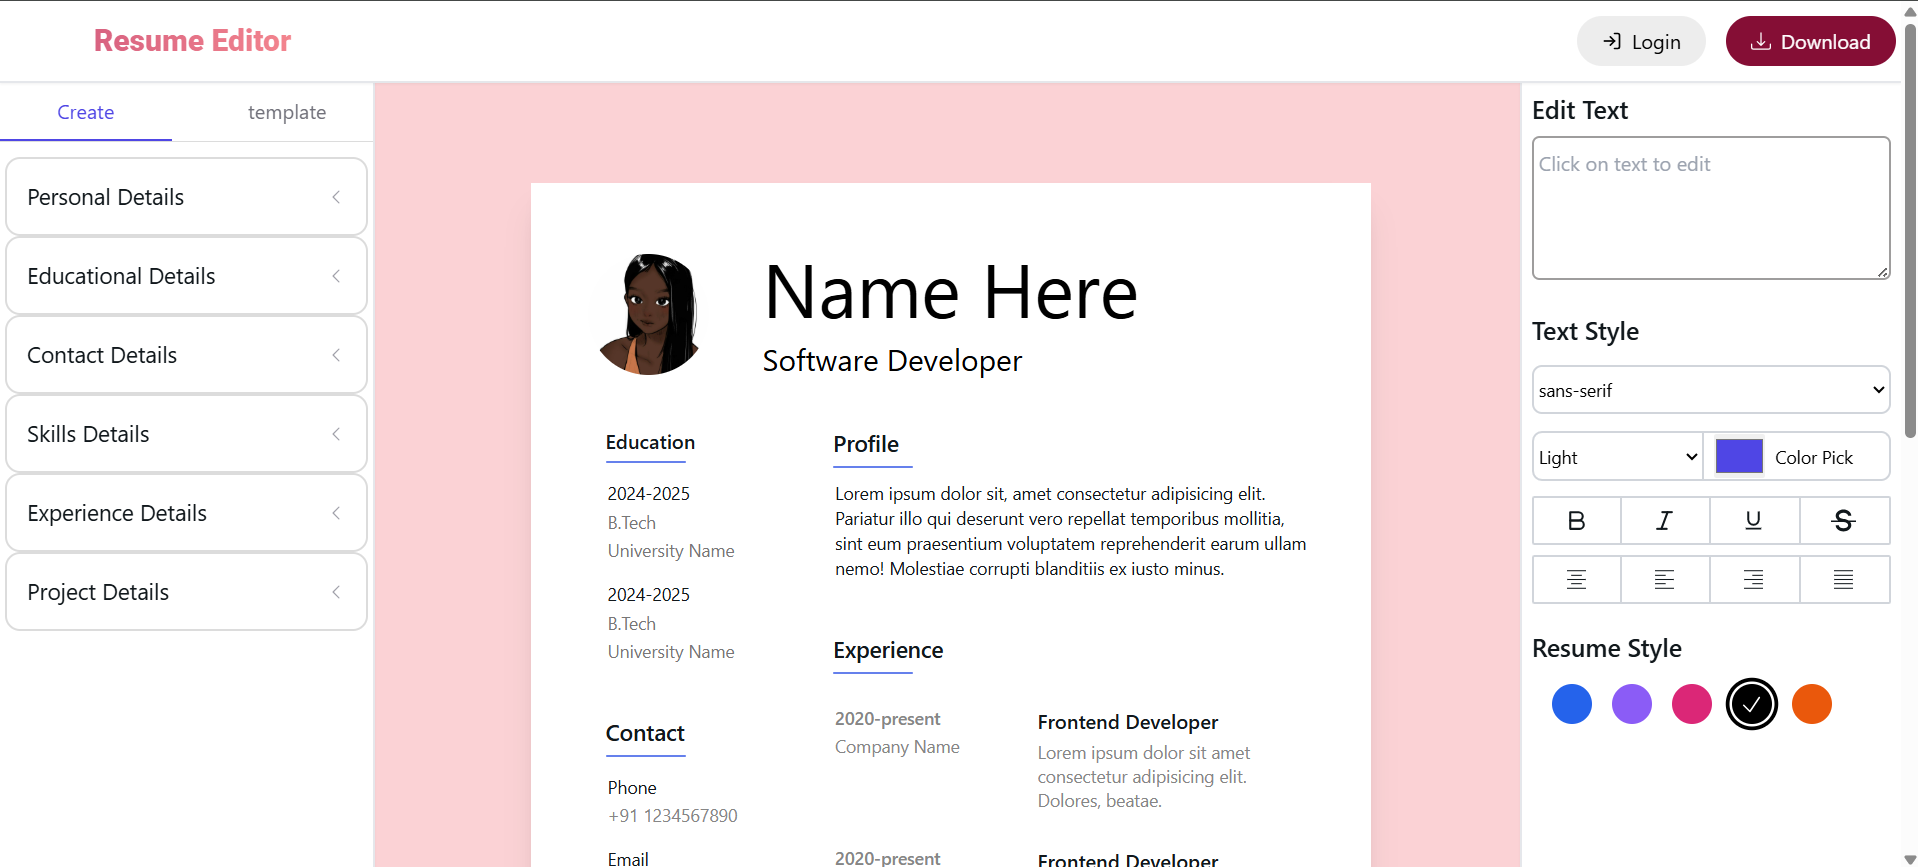 Resume Editor
Login
Download
Create
template
Personal Details
Educational Details
Contact Details
Skills Details
Experience Details
Project Details
Name Here
Software Developer
Education
2024-2025
B.Tech
University Name
2024-2025
B.Tech
University Name
Contact
Phone
+91 1234567890
Email
Profile
Lorem ipsum dolor sit, amet consectetur adipisicing elit.
Pariatur illo qui deserunt vero repellat temporibus mollitia,
sint eum praesentium voluptatem reprehenderit earum ullam
nemo! Molestiae corrupti blanditiis ex iusto minus.
Experience
2020-present
Company Name
Frontend Developer
Lorem ipsum dolor sit amet
consectetur adipisicing elit.
Dolores, beatae.
2020-present
Frontend Developer
Edit Text
Click on text to edit
Text Style
sans-serif
Light
Color Pick
B I U S
Resume Style